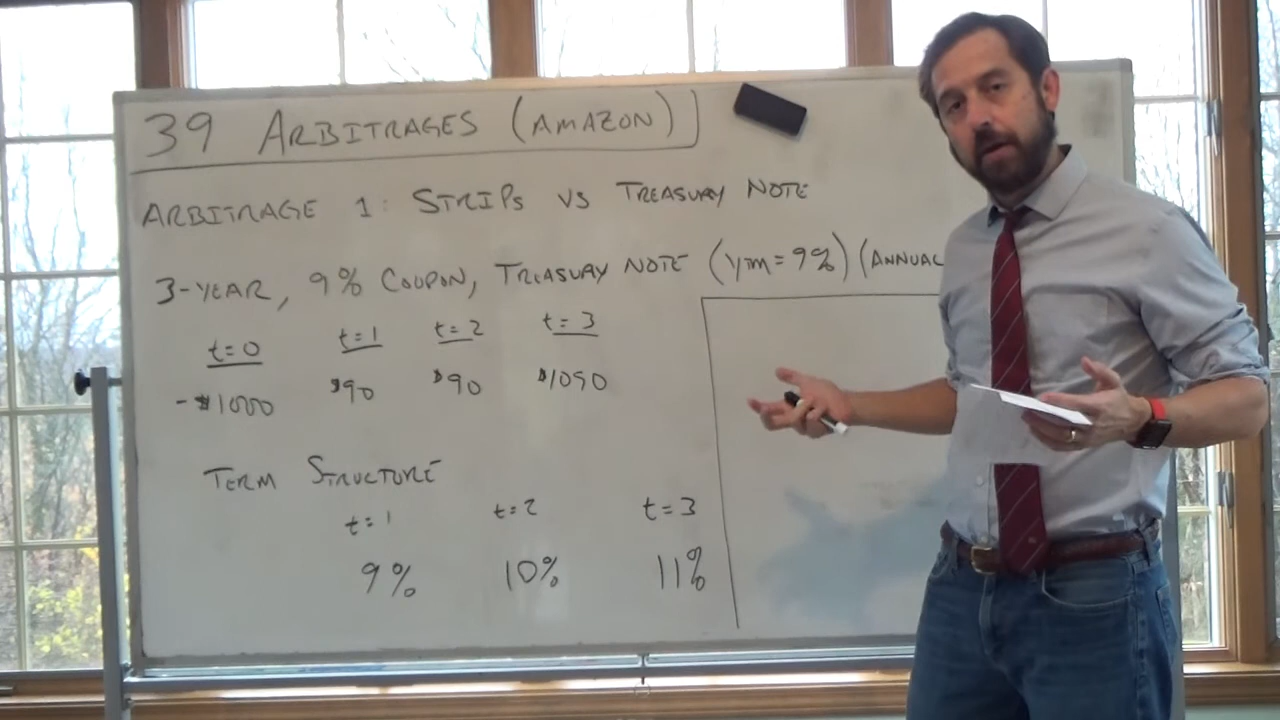 39 ARBITRAGES (AMAZON)
ARBITRAGE 1: STRIPS VS TREASURY NOTE
3-YEAR, 9% COUPON, TREASURY NOTE (YTM=9%) (ANNUAL
t=0 t=1 t=2 t=3
-$1000 $90 $90 $1090
TERM STRUCTURE
t=1 t=2 t=3
9% 10% 11%